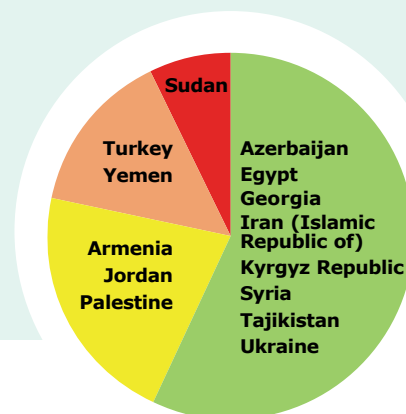 Sudan
Turkey
Yemen
Armenia
Jordan
Palestine
Azerbaijan
Egypt
Georgia
Iran (Islamic
Republic of)
Kyrgyz Republic
Syria
Tajikistan
Ukraine